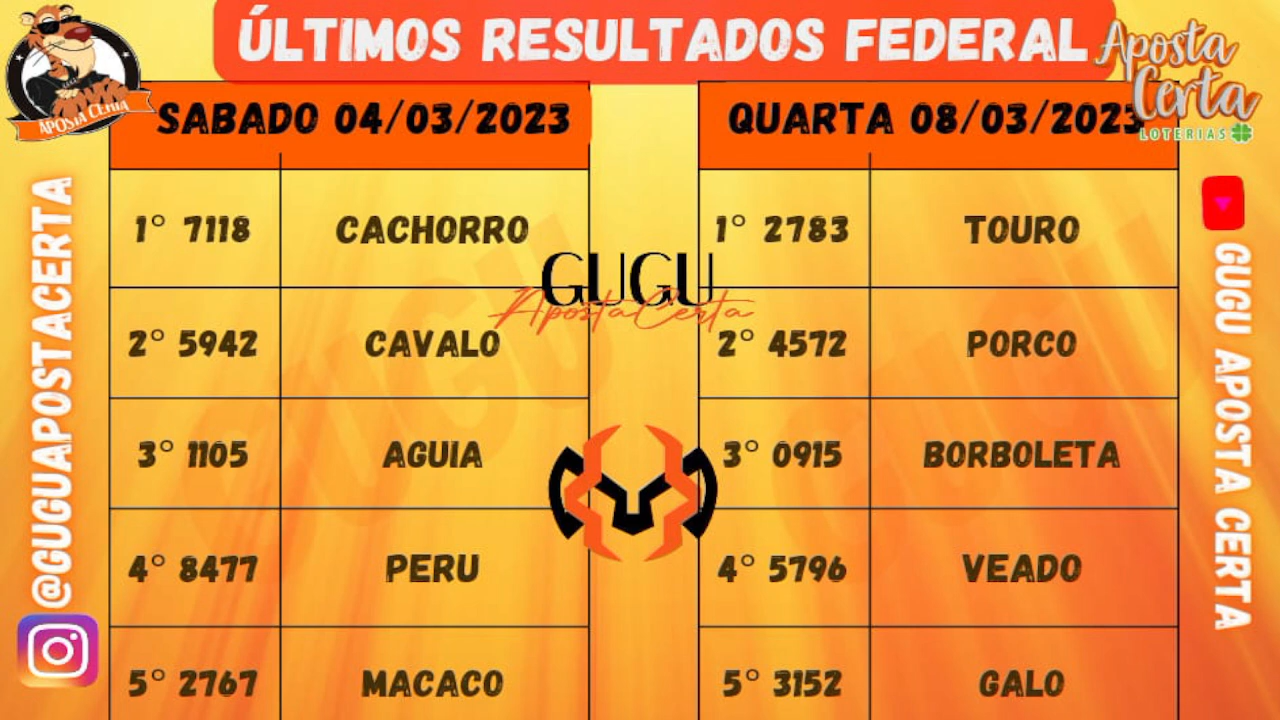 ÚLTIMOS RESULTADOS FEDERAL
Aposta
Certa
LOTERIAS
APOSTA CERTA
SABADO 04/03/2023
1° 7118 CACHORRO
2° 5942 CAVALO
3° 1105 AGUIA
4° 8477 PERU
5° 2767 MACACO
QUARTA 08/03/2023
1° 2783 TOURO
2° 4572 PORCO
3° 0915 BORBOLETA
4° 5796 VEADO
5° 3152 GALO
GUGU
ApostaCerta
@GUGUAPOSTACERTA
GUGU APOSTA CERTA